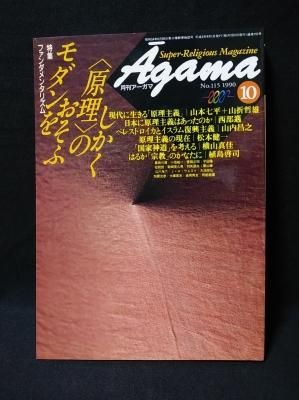 Super-Religious Magazine
Agama
月刊アーガマ
No.115 1990
10
特集
ファンダメンタリズム。
〈原理〉の
しかく
モダンを
おそふ
現代に生きる「原理主義」｜山本七平+山折哲雄
日本に原理主義はあったのか｜西部邁
ペレストロイカとイスラム復興主義｜山内昌之
原理主義の現在｜松本健一
「国家神道」を考える｜横山真佳
はるか「宗教」のかなたに｜植島啓司